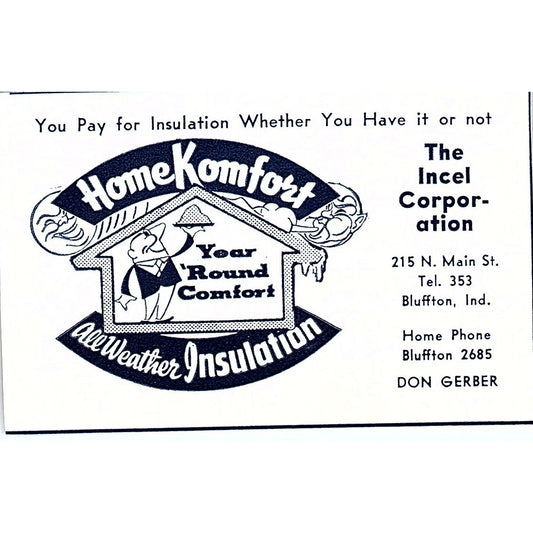 You Pay for Insulation Whether You Have it or not
HomeKomfort
Year
'Round
Comfort
All Weather Insulation
The
Incel
Corpor-
ation
215 N. Main St.
Tel. 353
Bluffton, Ind.
Home Phone
Bluffton 2685
DON GERBER